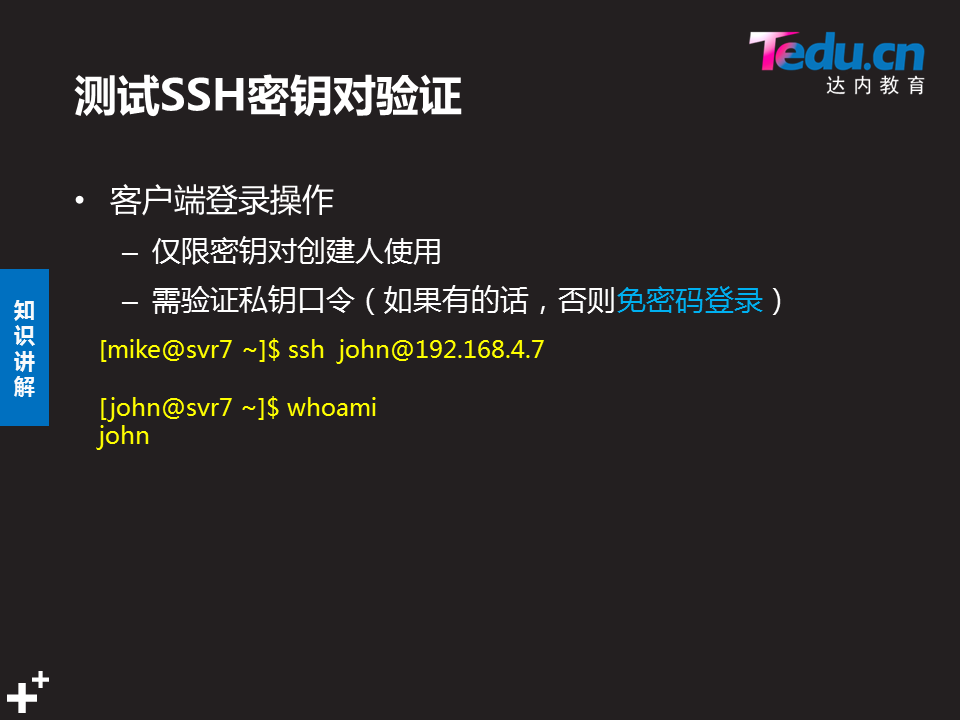 Tedu.cn
达内教育
测试SSH密钥对验证
• 客户端登录操作
– 仅限密钥对创建人使用
– 需验证私钥口令（如果有的话，否则免密码登录）
[mike@svr7 ~]$ ssh  john@192.168.4.7
[john@svr7 ~]$ whoami
john
知
识
讲
解